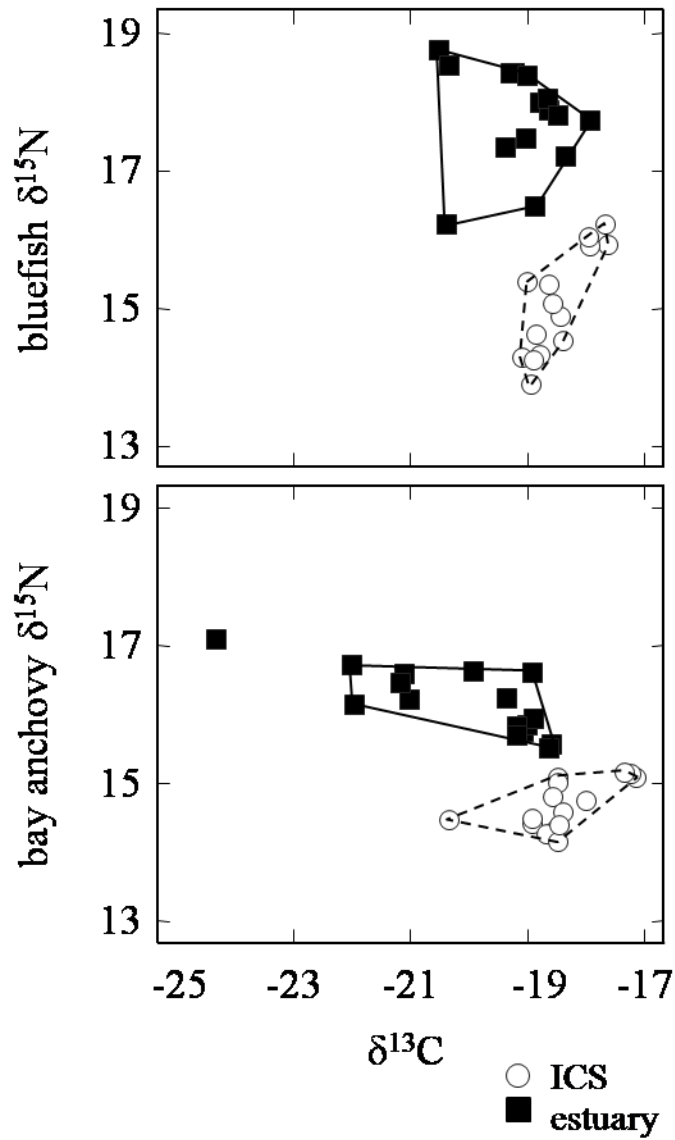 bluefish δ¹⁵N
19
17
15
13
bay anchovy δ¹⁵N
19
17
15
13
-25 -23 -21 -19 -17
δ¹³C
ICS
estuary